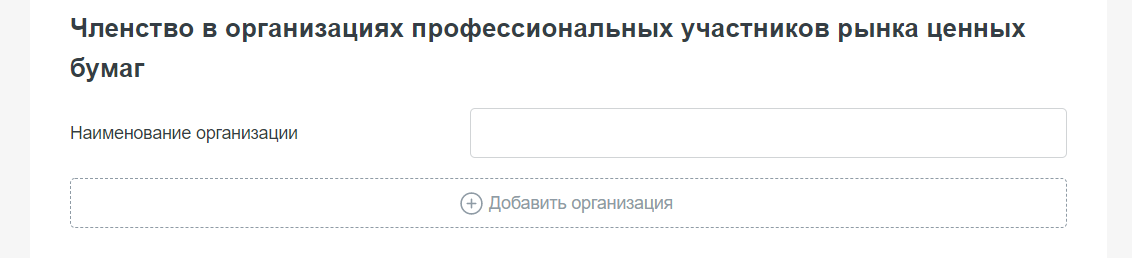 Членство в организациях профессиональных участников рынка ценных
бумаг
Наименование организации
Добавить организация